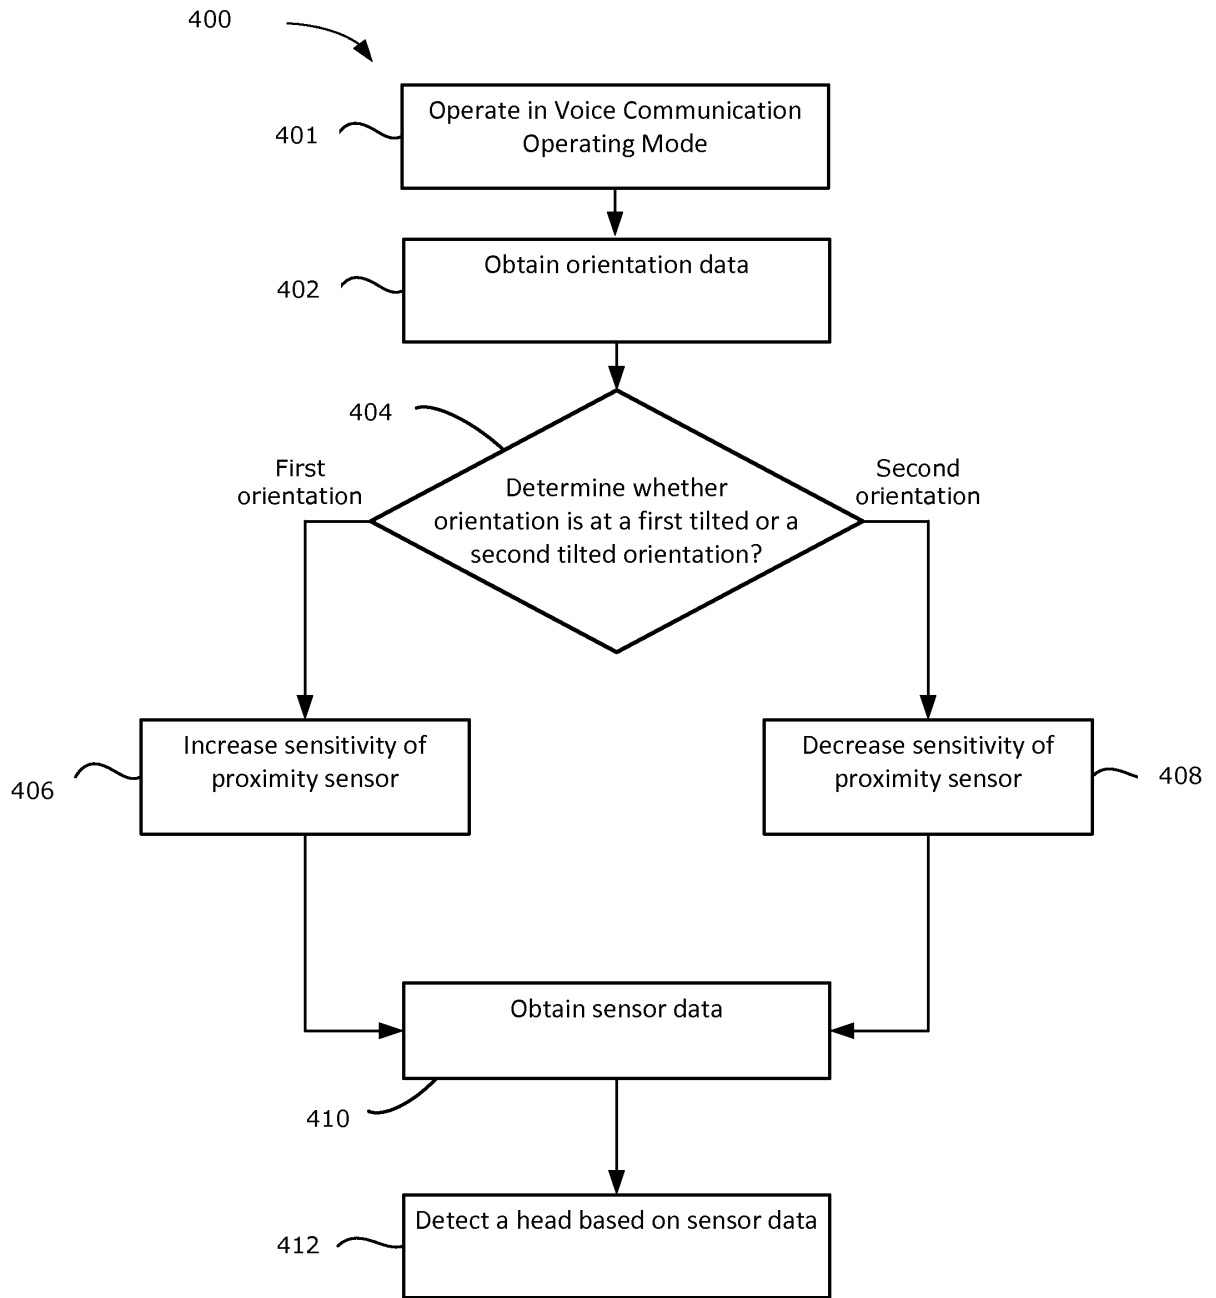 400
Operate in Voice Communication
Operating Mode
401
Obtain orientation data
402
404
First
orientation
Second
orientation
Determine whether
orientation is at a first tilted or a
second tilted orientation?
Increase sensitivity of
proximity sensor
406
Decrease sensitivity of
proximity sensor
408
Obtain sensor data
410
Detect a head based on sensor data
412